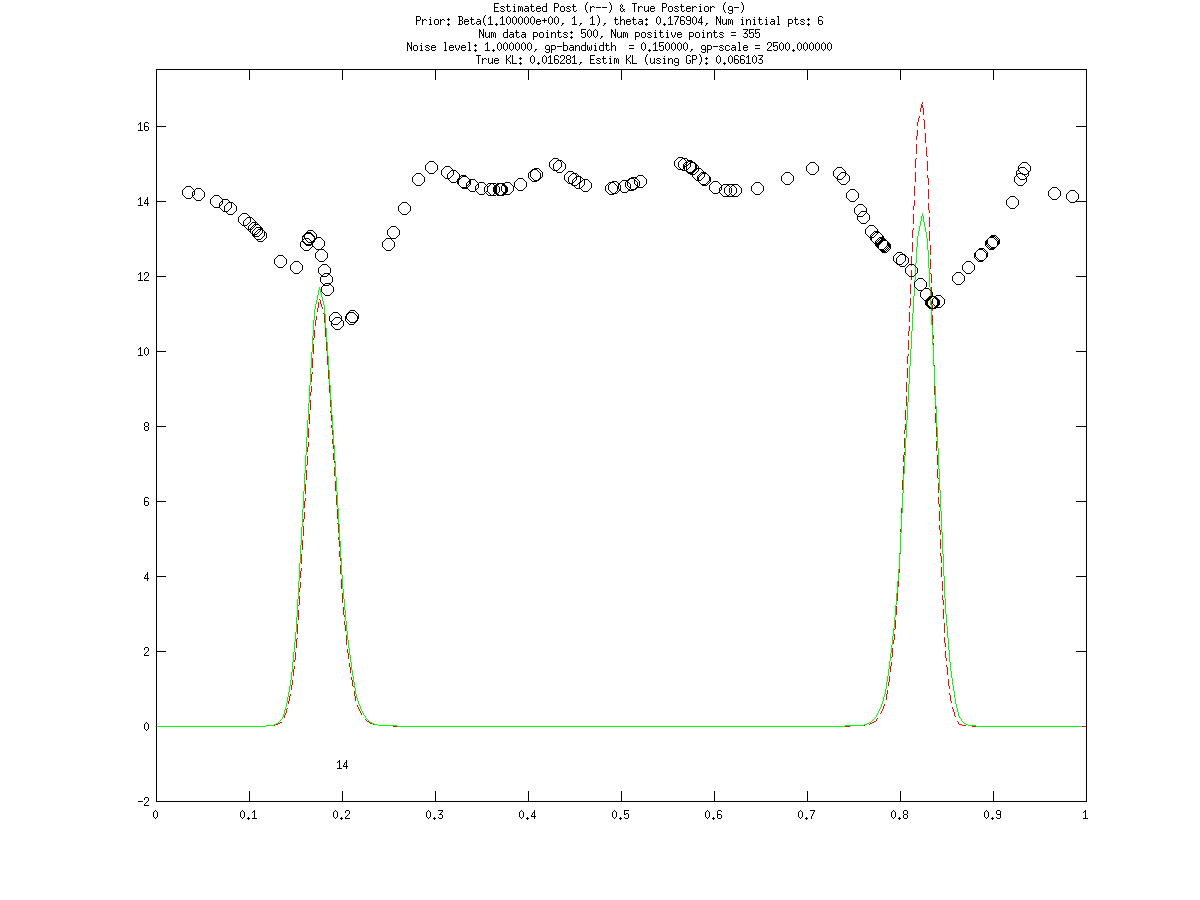 Estimated Post (r--) & True Posterior (g-)
Prior: Beta(1.100000e+00, 1, 1), theta: 0.176904, Num initial pts: 6
Num data points: 500, Num positive points = 355
Noise level: 1.000000, gp-bandwidth  = 0.150000, gp-scale = 2500.000000
True KL: 0.016281, Estim KL (using GP): 0.066103
16
14
12
10
8
6
4
2
0
14
-2
0 0.1 0.2 0.3 0.4 0.5 0.6 0.7 0.8 0.9 1